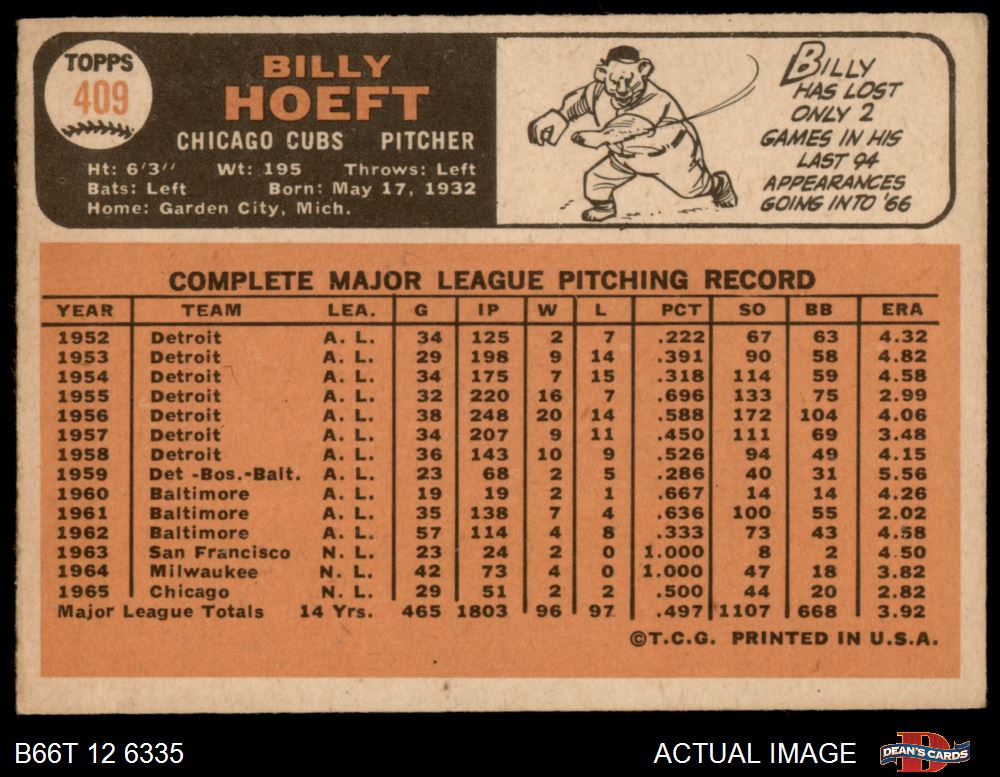 TOPPS
409
BILLY
HOEFT
CHICAGO CUBS PITCHER
Ht: 6'3" Wt: 195 Throws: Left
Bats: Left Born: May 17, 1932
Home: Garden City, Mich.
BILLY
HAS LOST
ONLY 2
GAMES IN HIS
LAST 94
APPEARANCES
GOING INTO '66
COMPLETE MAJOR LEAGUE PITCHING RECORD
YEAR TEAM LEA. G IP W L PCT SO BB ERA
1952 Detroit A. L. 34 125 2 7 .222 67 63 4.32
1953 Detroit A. L. 29 198 9 14 .391 90 58 4.82
1954 Detroit A. L. 34 175 7 15 .318 114 59 4.58
1955 Detroit A. L. 32 220 16 7 .696 133 75 2.99
1956 Detroit A. L. 38 248 20 14 .588 172 104 4.06
1957 Detroit A. L. 34 207 9 11 .450 111 69 3.48
1958 Detroit A. L. 36 143 10 9 .526 94 49 4.15
1959 Det -Bos.-Balt. A. L. 23 68 2 5 .286 40 31 5.56
1960 Baltimore A. L. 19 19 2 1 .667 14 14 4.26
1961 Baltimore A. L. 35 138 7 4 .636 100 55 2.02
1962 Baltimore A. L. 57 114 4 8 .333 73 43 4.58
1963 San Francisco N. L. 23 24 2 0 1.000 8 2 4.50
1964 Milwaukee N. L. 42 73 4 0 1.000 47 18 3.82
1965 Chicago N. L. 29 51 2 2 .500 44 20 2.82
Major League Totals 14 Yrs. 465 1803 96 97 .497 1107 668 3.92
©T.C.G. PRINTED IN U.S.A.
B66T 12 6335
ACTUAL IMAGE
DEAN'S CARDS